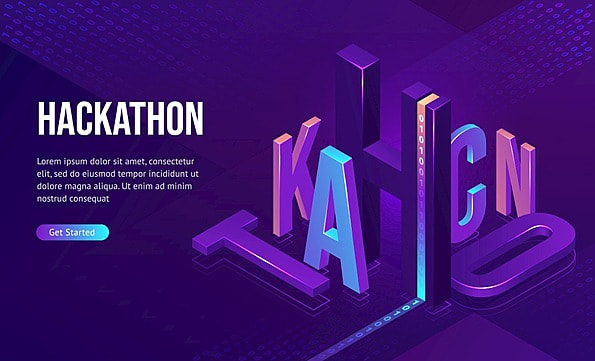 HACKATHON
Lorem ipsum dolor sit amet, consectetur
elit, sed do eiusmod tempor incididunt ut
dolore magna aliqua. Ut enim ad minim
nostrud consequat
Get Started
T K A H C N O
010100